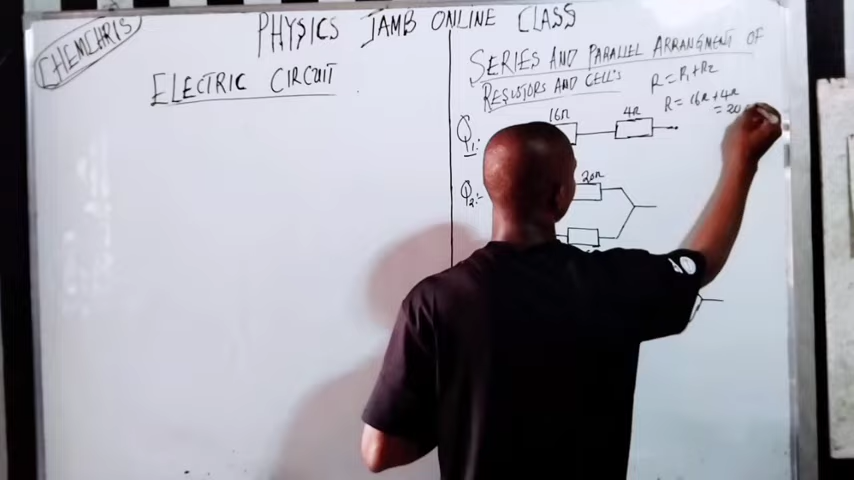 CHEMCHRIS
PHYSICS JAMB ONLINE CLASS
ELECTRIC CIRCUIT
SERIES AND PARALLEL ARRANGMENT OF
RESISTORS AND CELL'S
R = R₁+R₂
R = 16Ω+4Ω
= 20
Q₁:-
16Ω
4Ω
Q₂:-
20Ω